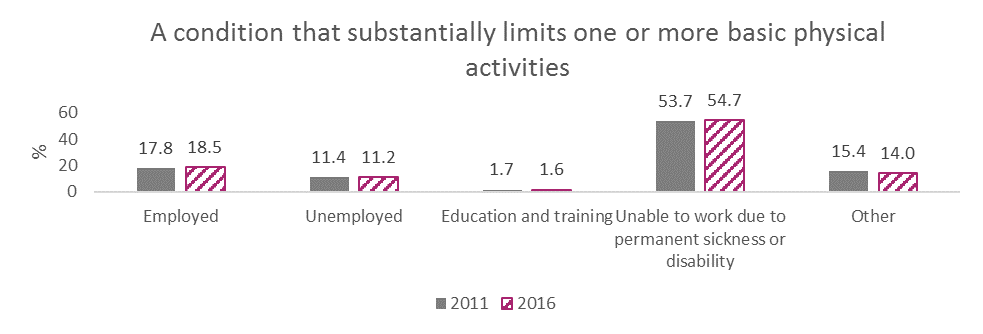 A condition that substantially limits one or more basic physical
activities
%
60
40
20
0
17.8 18.5
11.4 11.2
1.7 1.6
53.7 54.7
15.4 14.0
Employed
Unemployed
Education and training
Unable to work due to
permanent sickness or
disability
Other
2011 2016